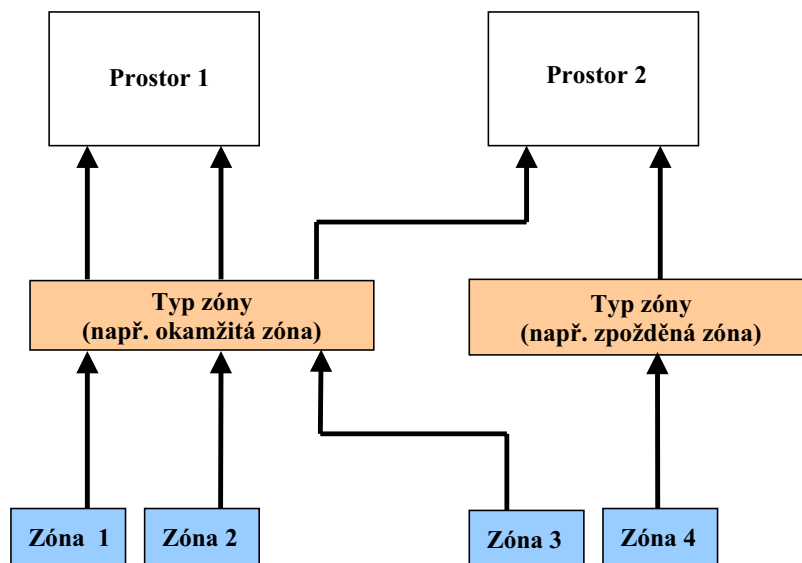 Prostor 1
Prostor 2
Typ zóny
(např. okamžitá zóna)
Typ zóny
(např. zpožděná zóna)
Zóna 1
Zóna 2
Zóna 3
Zóna 4